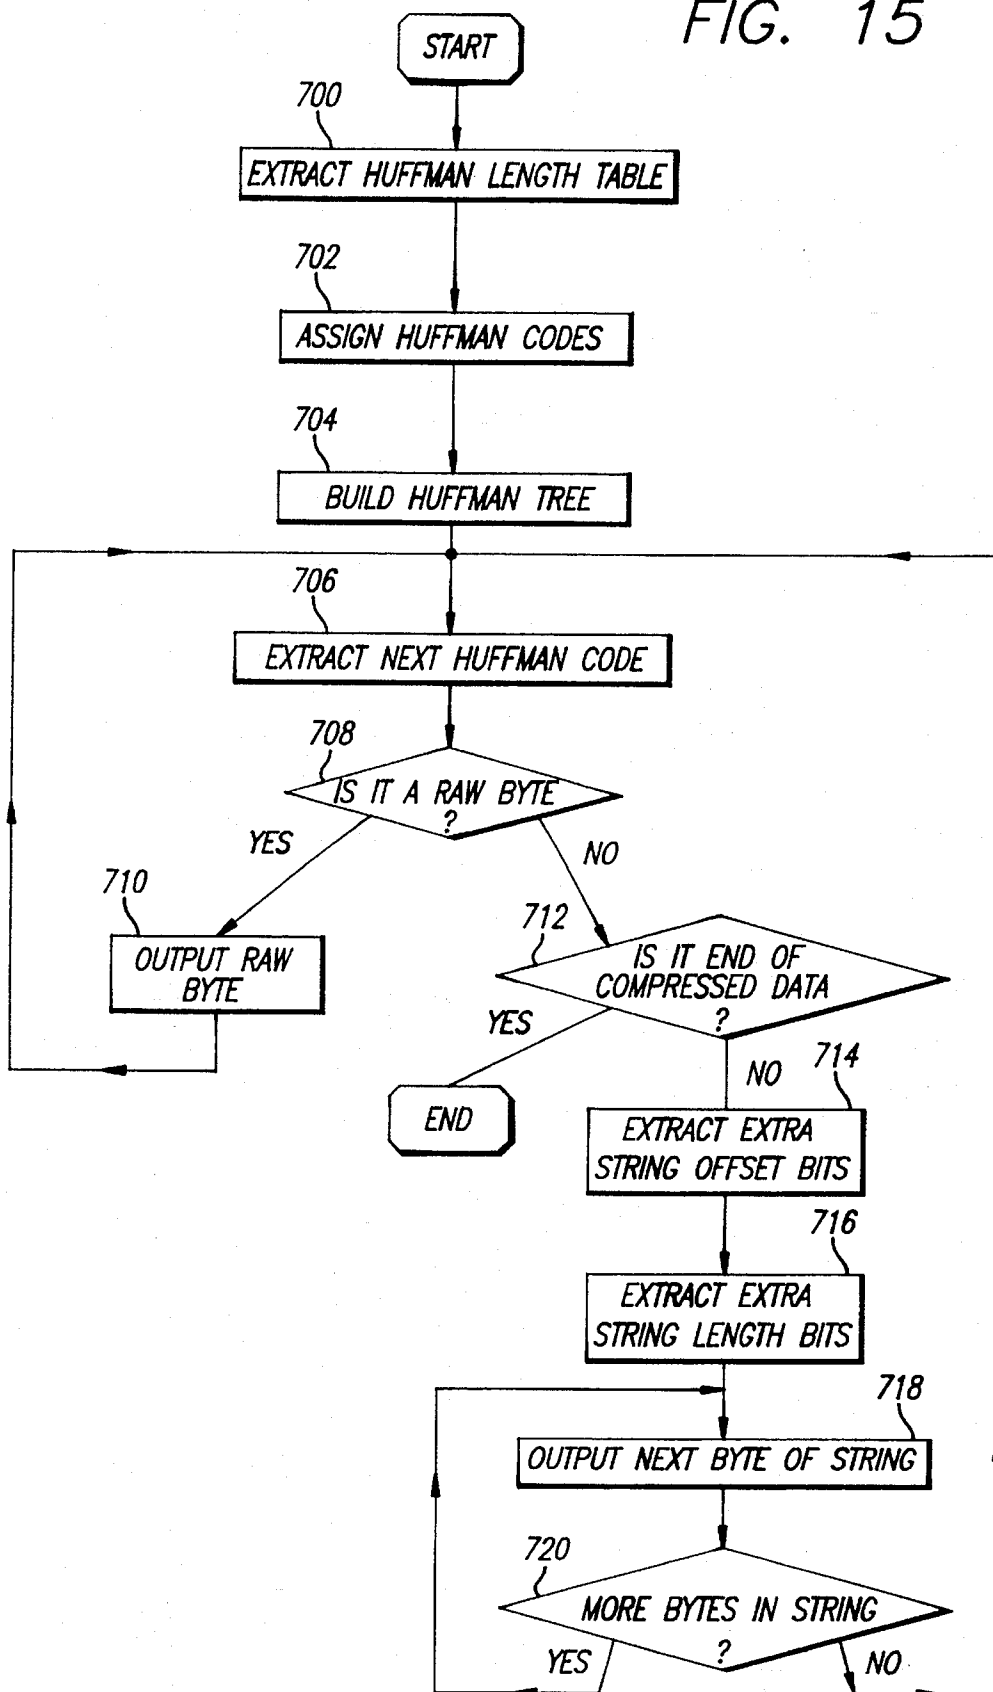 FIG. 15
START
700
EXTRACT HUFFMAN LENGTH TABLE
702
ASSIGN HUFFMAN CODES
704
BUILD HUFFMAN TREE
706
EXTRACT NEXT HUFFMAN CODE
708
IS IT A RAW BYTE
?
YES
NO
710
OUTPUT RAW
BYTE
712
IS IT END OF
COMPRESSED DATA
?
YES
NO
END
714
EXTRACT EXTRA
STRING OFFSET BITS
716
EXTRACT EXTRA
STRING LENGTH BITS
718
OUTPUT NEXT BYTE OF STRING
720
MORE BYTES IN STRING
?
YES
NO